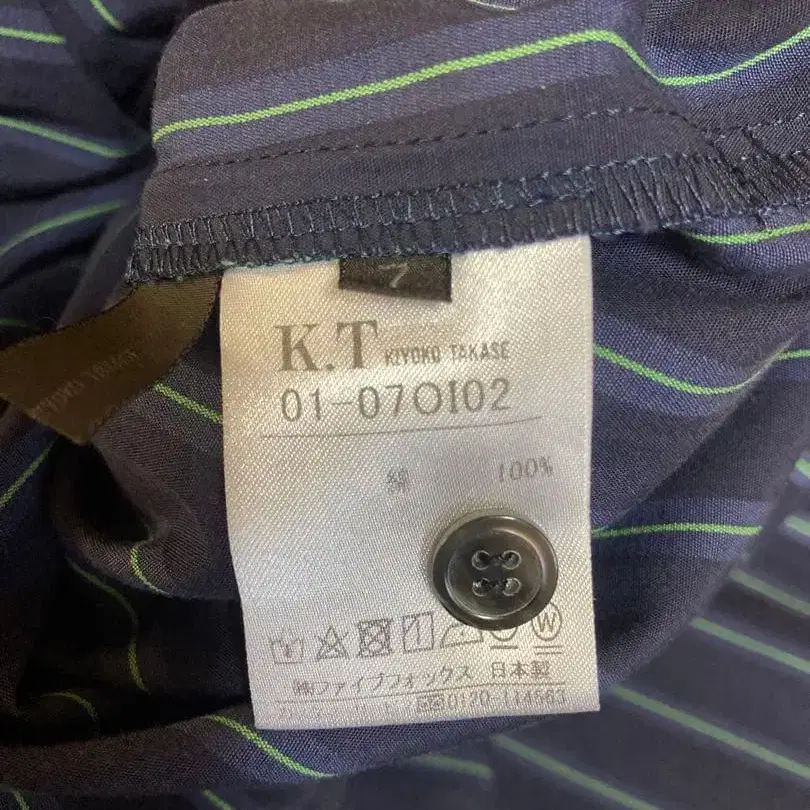 7
K.T KIYOKO TAKASE
01-070I02
綿 100%
W
㈱ファイブフォックス 日本製
0120-114563